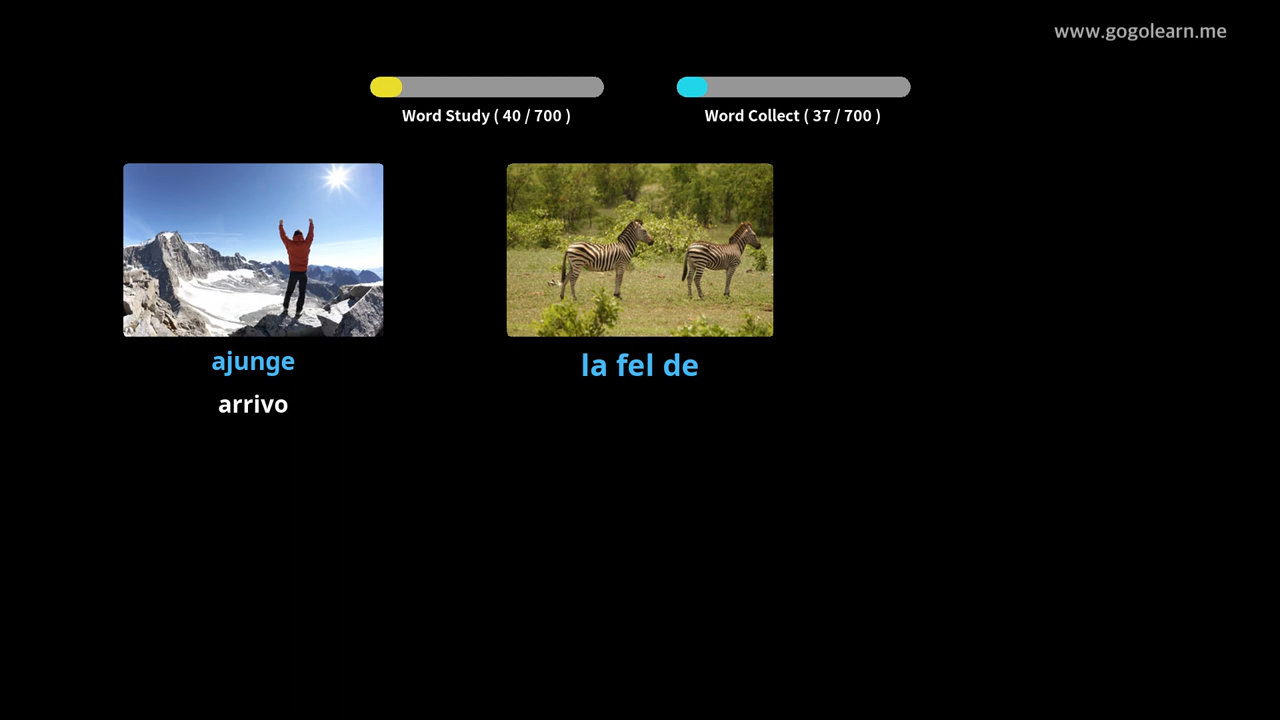 www.gogolearn.me
Word Study ( 40 / 700 )
Word Collect ( 37 / 700 )
ajunge
arrivo
la fel de